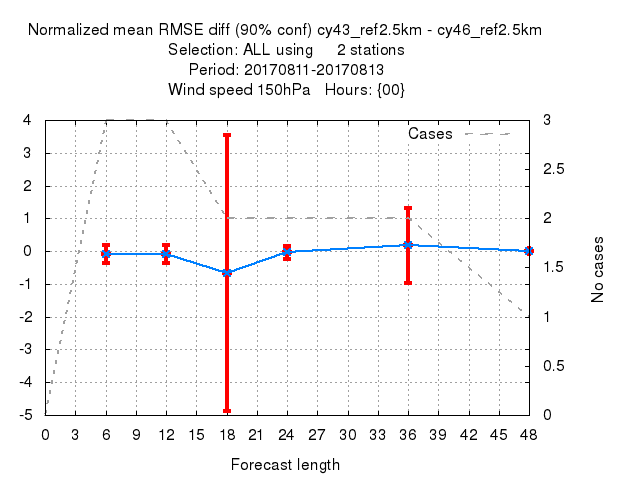 Normalized mean RMSE diff (90% conf) cy43_ref2.5km - cy46_ref2.5km
Selection: ALL using 2 stations
Period: 20170811-20170813
Wind speed 150hPa Hours: {00}
Cases
4
3
2
1
0
-1
-2
-3
-4
-5
3
2.5
2
1.5
1
0.5
0
No cases
0 3 6 9 12 15 18 21 24 27 30 33 36 39 42 45 48
Forecast length